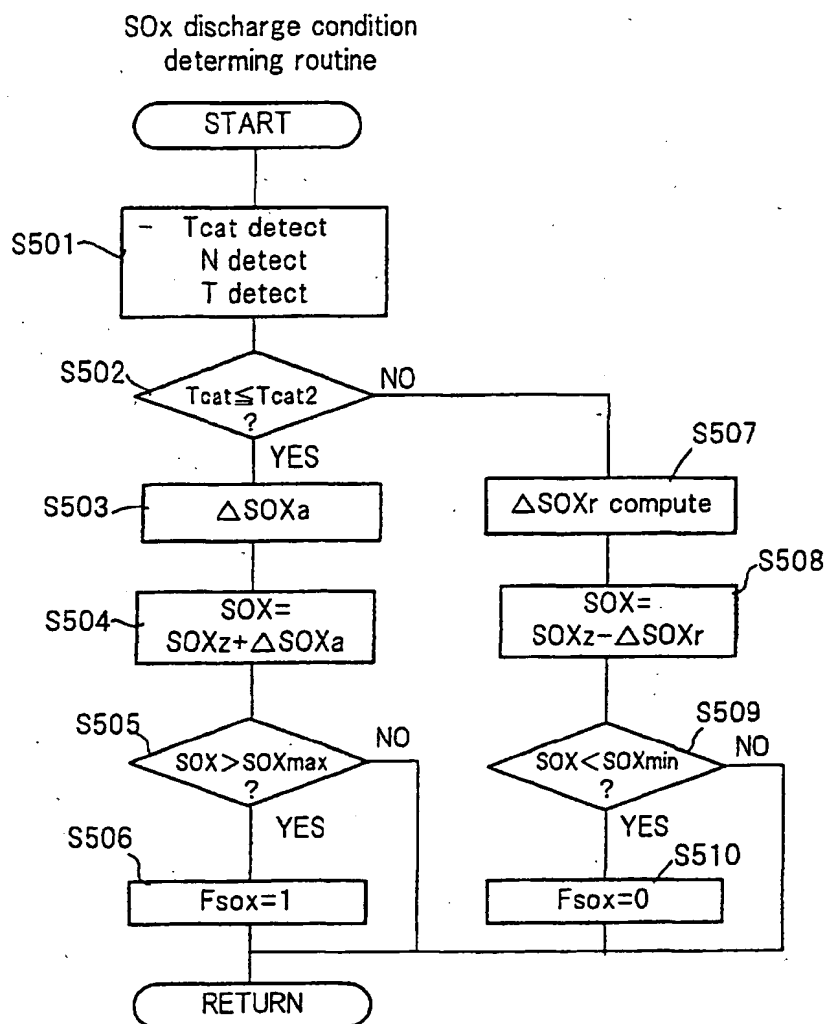 SOx discharge condition
determing routine
START
S501
Tcat detect
N detect
T detect
S502
Tcat≦Tcat2
?
NO
YES
S503
△SOXa
S504
SOX=
SOXz+△SOXa
S505
SOX>SOXmax
?
NO
YES
S506
Fsox=1
S507
△SOXr compute
S508
SOX=
SOXz-△SOXr
S509
SOX<SOXmin
?
NO
YES
S510
Fsox=0
RETURN